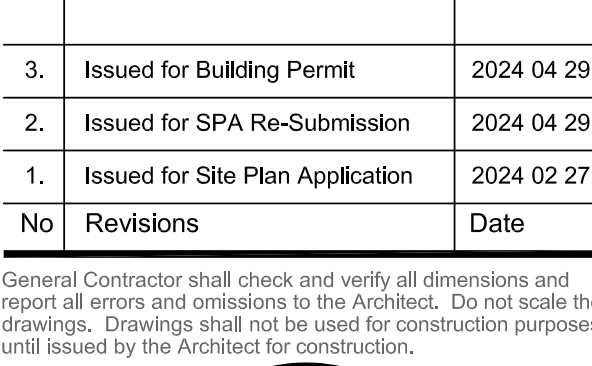 3. Issued for Building Permit 2024 04 29
2. Issued for SPA Re-Submission 2024 04 29
1. Issued for Site Plan Application 2024 02 27
No Revisions Date
General Contractor shall check and verify all dimensions and
report all errors and omissions to the Architect. Do not scale the
drawings. Drawings shall not be used for construction purposes
until issued by the Architect for construction.